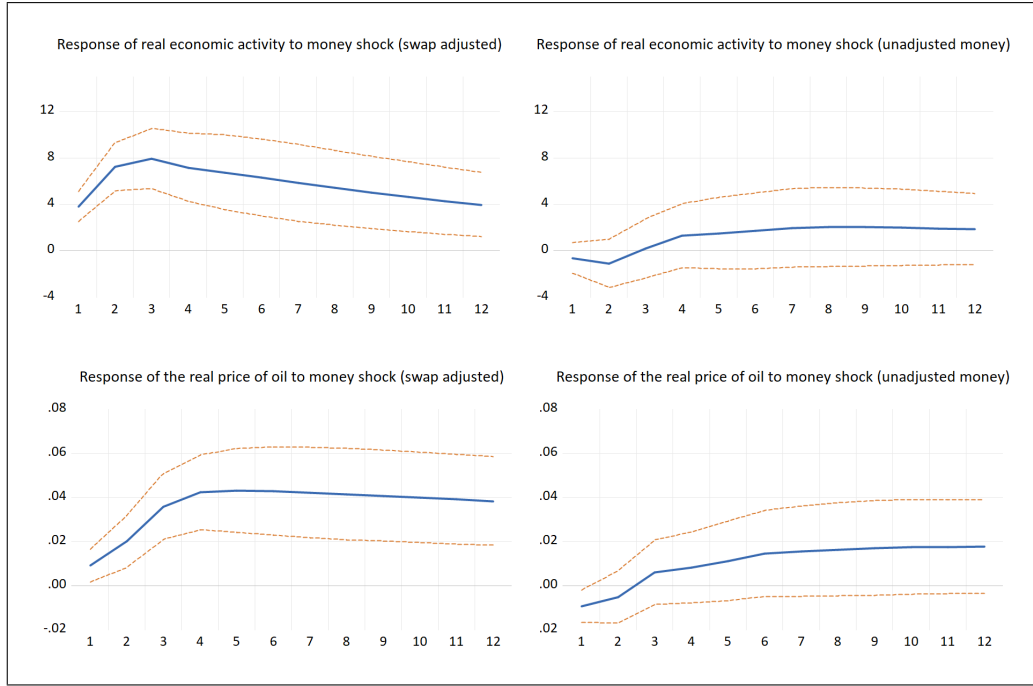 Response of real economic activity to money shock (swap adjusted)
12
8
4
0
-4
1 2 3 4 5 6 7 8 9 10 11 12
Response of real economic activity to money shock (unadjusted money)
12
8
4
0
-4
1 2 3 4 5 6 7 8 9 10 11 12
Response of the real price of oil to money shock (swap adjusted)
.08
.06
.04
.02
.00
-.02
1 2 3 4 5 6 7 8 9 10 11 12
Response of the real price of oil to money shock (unadjusted money)
.08
.06
.04
.02
.00
.02
1 2 3 4 5 6 7 8 9 10 11 12